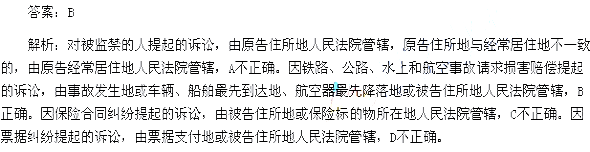 答案：B
解析：对被监禁的人提起的诉讼，由原告住所地人民法院管辖，原告住所地与经常居住地不一致
的，由原告经常居住地人民法院管辖，A不正确。因铁路、公路、水上和航空事故请求损害赔偿提起
的诉讼，由事故发生地或车辆、船舶最先到达地、航空器最先降落地或被告住所地人民法院管辖，B
正确。因保险合同纠纷提起的诉讼，由被告住所地或保险标的物所在地人民法院管辖，C不正确。因
票据纠纷提起的诉讼，由票据支付地或被告住所地人民法院管辖，D不正确。